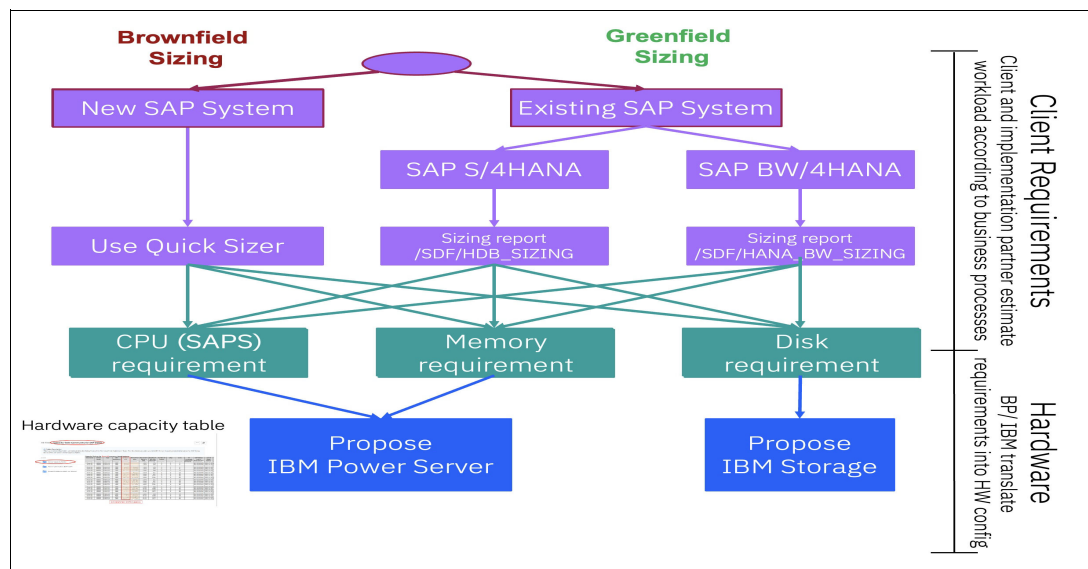 Brownfield
Sizing
Greenfield
Sizing
New SAP System
Existing SAP System
SAP S/4HANA
SAP BW/4HANA
Use Quick Sizer
Sizing report
/SDF/HDB_SIZING
Sizing report
/SDF/HANA_BW_SIZING
CPU (SAPS)
requirement
Memory
requirement
Disk
requirement
Hardware capacity table
Propose
IBM Power Server
Propose
IBM Storage
Client Requirements
Client and implementation partner estimate
workload according to business processes
Hardware
BP/ IBM translate
requirements into HW config